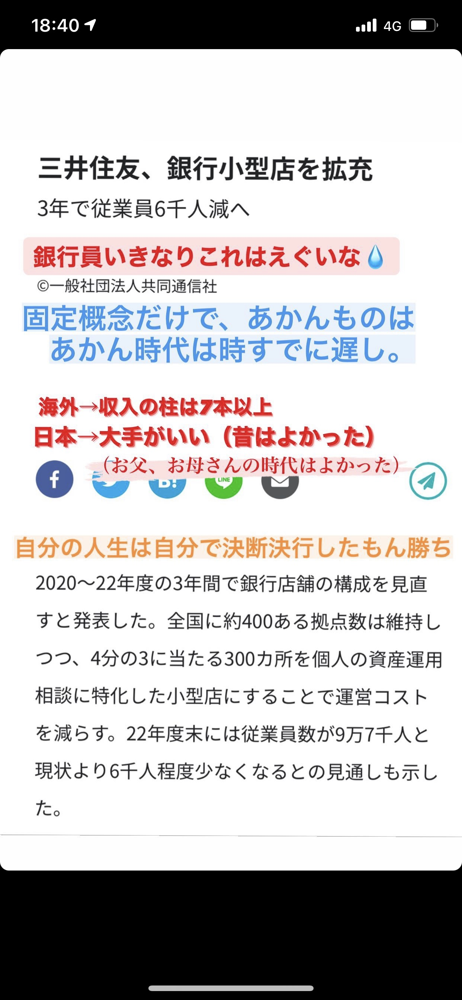 18:40
4G
三井住友、銀行小型店を拡充
3年で従業員6千人減へ
銀行員いきなりこれはえぐいな💧
©一般社団法人共同通信社
固定概念だけで、あかんものは
あかん時代は時すでに遅し。
海外→収入の柱は7本以上
日本→大手がいい（昔はよかった）
（お父、お母さんの時代はよかった）
f
B!
LINE
自分の人生は自分で決断決行したもん勝ち
2020〜22年度の3年間で銀行店舗の構成を見直
すと発表した。全国に約400ある拠点数は維持し
つつ、4分の3に当たる300カ所を個人の資産運用
相談に特化した小型店にすることで運営コスト
を減らす。22年度末には従業員数が9万7千人と
現状より6千人程度少なくなるとの見通しも示し
た。